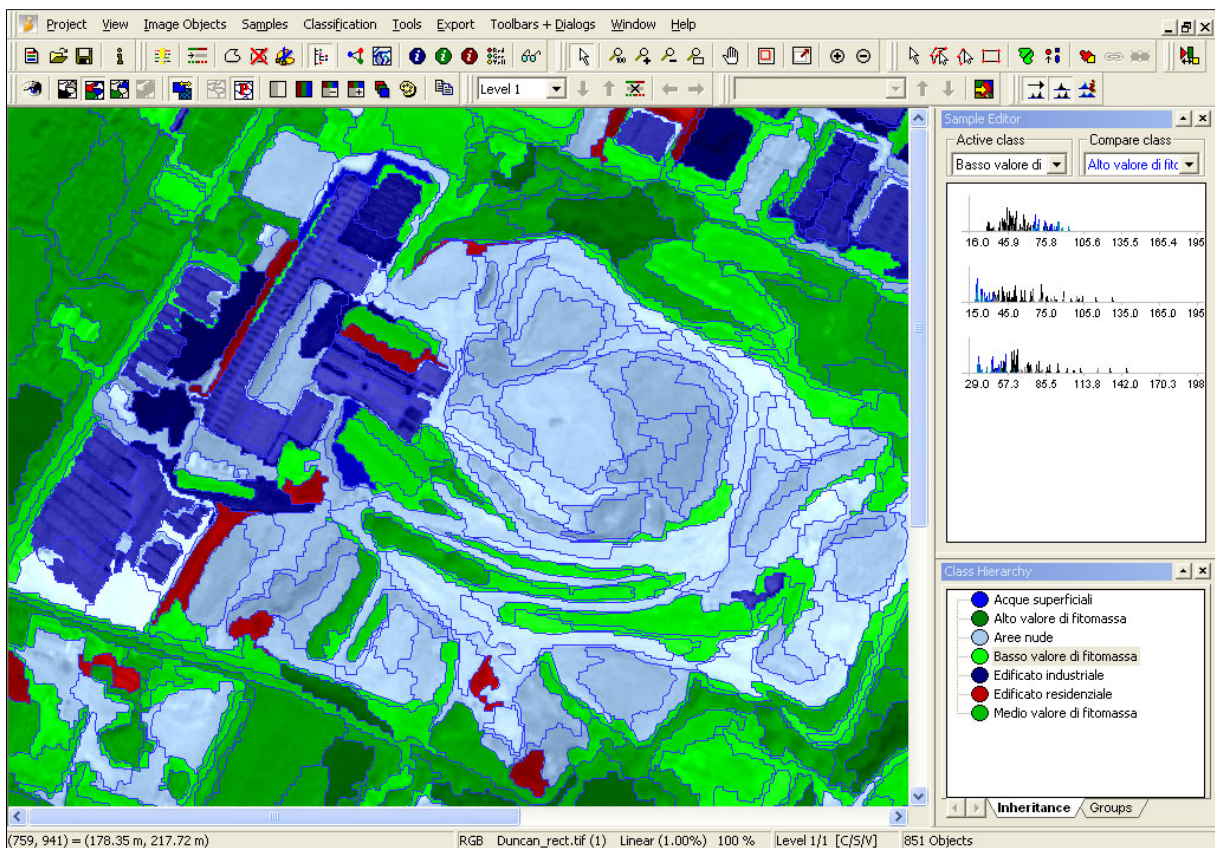 Project View Image Objects Samples Classification Tools Export Toolbars + Dialogs Window Help
Level 1
Sample Editor
Active class Compare class
Basso valore di Alto valore di fito
16.0 45.9 75.8 105.6 135.5 165.4 195
15.0 45.0 75.0 105.0 135.0 165.0 195
29.0 57.3 85.5 113.8 142.0 170.3 198
Class Hierarchy
Acque superficiali
Alto valore di fitomassa
Aree nude
Basso valore di fitomassa
Edificato industriale
Edificato residenziale
Medio valore di fitomassa
Inheritance Groups
(759, 941) = (178.35 m, 217.72 m) RGB Duncan_rect.tif (1) Linear (1.00%) 100 % Level 1/1 [C/S/V] 851 Objects